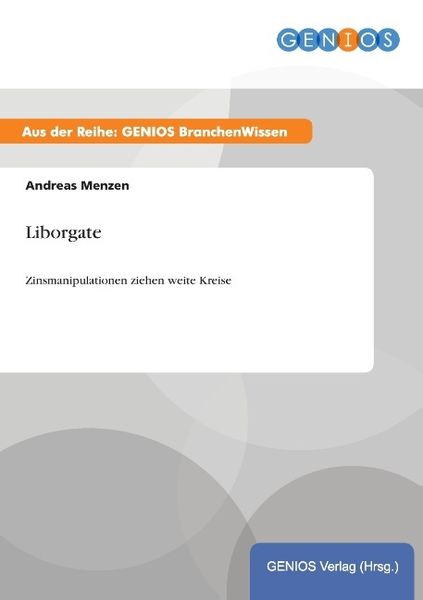 GENIOS
Aus der Reihe: GENIOS BranchenWissen
Andreas Menzen
Liborgate
Zinsmanipulationen ziehen weite Kreise
GENIOS Verlag (Hrsg.)